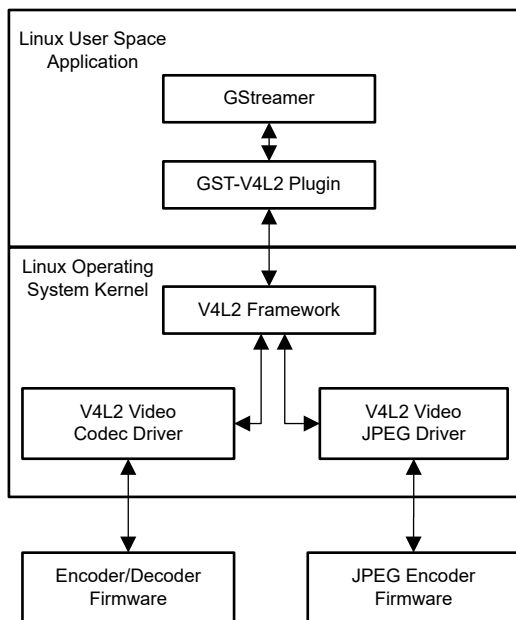 Linux User Space
Application
GStreamer
GST-V4L2 Plugin
Linux Operating
System Kernel
V4L2 Framework
V4L2 Video
Codec Driver
V4L2 Video
JPEG Driver
Encoder/Decoder
Firmware
JPEG Encoder
Firmware